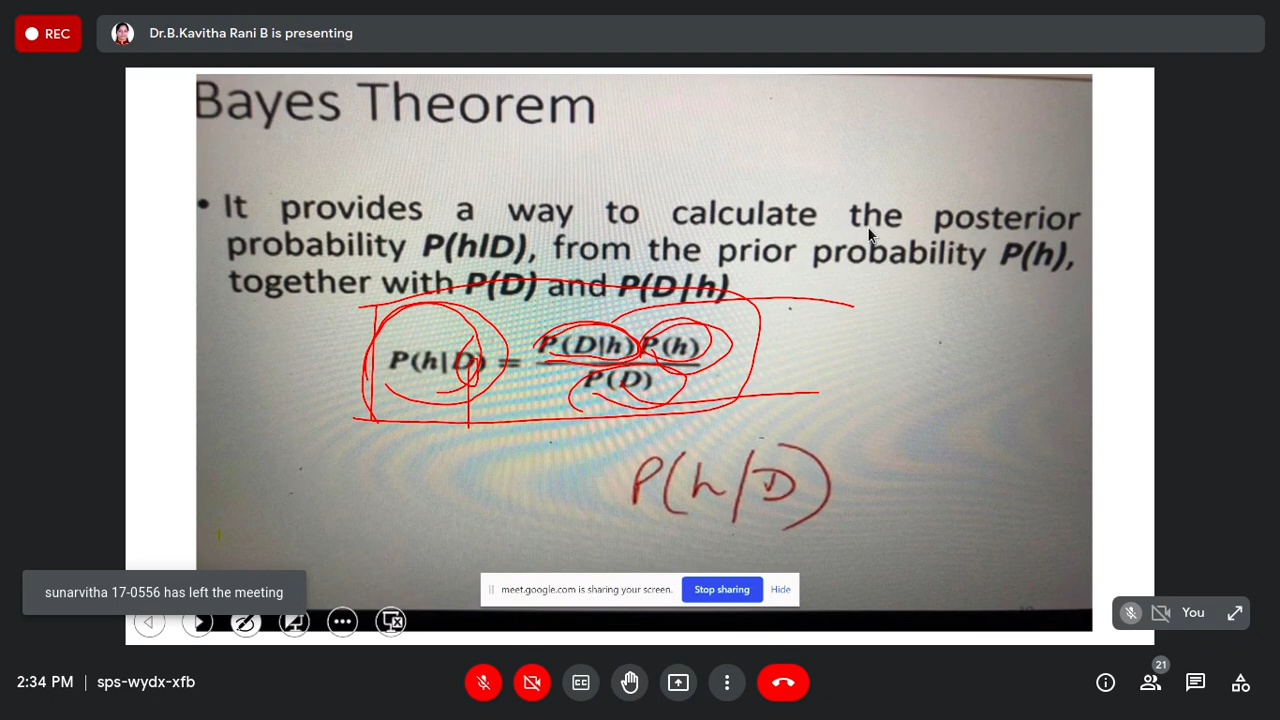 REC
Dr.B.Kavitha Rani B is presenting
Bayes Theorem
• It provides a way to calculate the posterior
probability P(h|D), from the prior probability P(h),
together with P(D) and P(D|h)
P(h|D) = P(D|h) P(h)
P(D)
P(h/D)
meet.google.com is sharing your screen. Stop sharing Hide
sunarvitha 17-0556 has left the meeting
You
2:34 PM | sps-wydx-xfb
CC
21